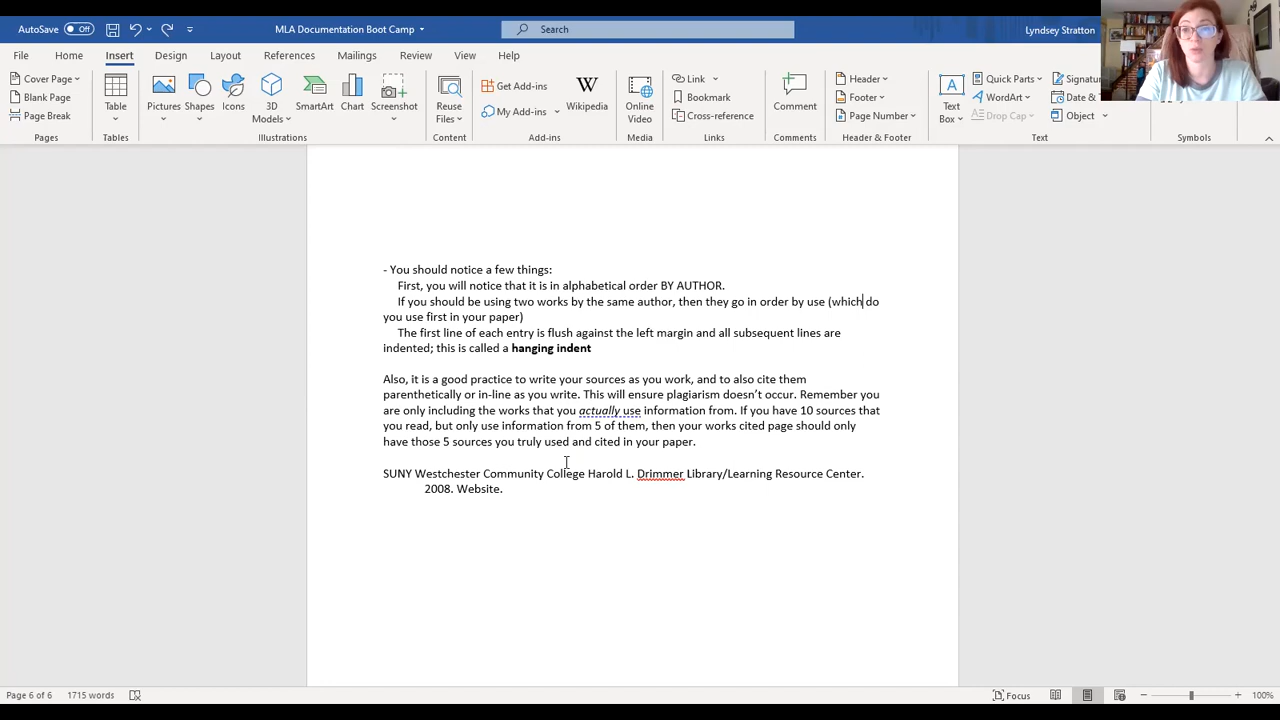 AutoSave Off MLA Documentation Boot Camp Search Lyndsey Stratton
File Home Insert Design Layout References Mailings Review View Help
Cover Page
Blank Page
Page Break
Pages
Table
Tables
Pictures Shapes Icons 3D Models SmartArt Chart Screenshot
Illustrations
Reuse Files
Content
Get Add-ins
My Add-ins
Wikipedia
Add-ins
Online Video
Media
Link
Bookmark
Cross-reference
Links
Comment
Comments
Header
Footer
Page Number
Header & Footer
Text Box
Quick Parts
WordArt
Drop Cap
Object
Text
Symbols
- You should notice a few things:
First, you will notice that it is in alphabetical order BY AUTHOR.
If you should be using two works by the same author, then they go in order by use (which do
you use first in your paper)
The first line of each entry is flush against the left margin and all subsequent lines are
indented; this is called a hanging indent
Also, it is a good practice to write your sources as you work, and to also cite them
parenthetically or in-line as you write. This will ensure plagiarism doesn't occur. Remember you
are only including the works that you actually use information from. If you have 10 sources that
you read, but only use information from 5 of them, then your works cited page should only
have those 5 sources you truly used and cited in your paper.
SUNY Westchester Community College Harold L. Drimmer Library/Learning Resource Center.
2008. Website.
Page 6 of 6 1715 words Focus 100%